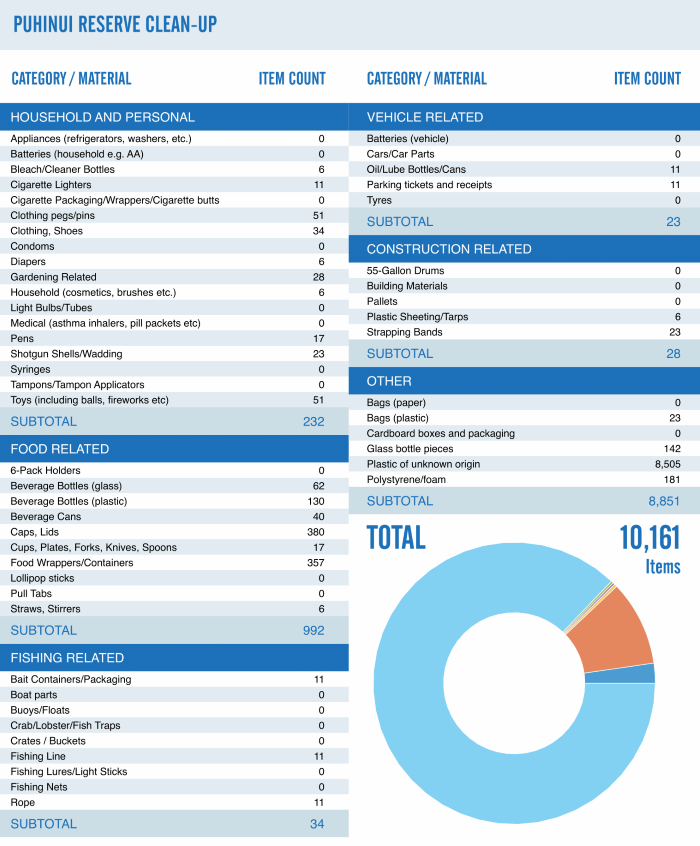 PUHINUI RESERVE CLEAN-UP
CATEGORY / MATERIAL ITEM COUNT
HOUSEHOLD AND PERSONAL
Appliances (refrigerators, washers, etc.) 0
Batteries (household e.g. AA) 0
Bleach/Cleaner Bottles 6
Cigarette Lighters 11
Cigarette Packaging/Wrappers/Cigarette butts 0
Clothing pegs/pins 51
Clothing, Shoes 34
Condoms 0
Diapers 6
Gardening Related 28
Household (cosmetics, brushes etc.) 6
Light Bulbs/Tubes 0
Medical (asthma inhalers, pill packets etc) 0
Pens 17
Shotgun Shells/Wadding 23
Syringes 0
Tampons/Tampon Applicators 0
Toys (including balls, fireworks etc) 51
SUBTOTAL 232
FOOD RELATED
6-Pack Holders 0
Beverage Bottles (glass) 62
Beverage Bottles (plastic) 130
Beverage Cans 40
Caps, Lids 380
Cups, Plates, Forks, Knives, Spoons 17
Food Wrappers/Containers 357
Lollipop sticks 0
Pull Tabs 0
Straws, Stirrers 6
SUBTOTAL 992
FISHING RELATED
Bait Containers/Packaging 11
Boat parts 0
Buoys/Floats 0
Crab/Lobster/Fish Traps 0
Crates / Buckets 0
Fishing Line 11
Fishing Lures/Light Sticks 0
Fishing Nets 0
Rope 11
SUBTOTAL 34
CATEGORY / MATERIAL ITEM COUNT
VEHICLE RELATED
Batteries (vehicle) 0
Cars/Car Parts 0
Oil/Lube Bottles/Cans 11
Parking tickets and receipts 11
Tyres 0
SUBTOTAL 23
CONSTRUCTION RELATED
55-Gallon Drums 0
Building Materials 0
Pallets 0
Plastic Sheeting/Tarps 6
Strapping Bands 23
SUBTOTAL 28
OTHER
Bags (paper) 0
Bags (plastic) 23
Cardboard boxes and packaging 0
Glass bottle pieces 142
Plastic of unknown origin 8,505
Polystyrene/foam 181
SUBTOTAL 8,851
TOTAL 10,161
Items